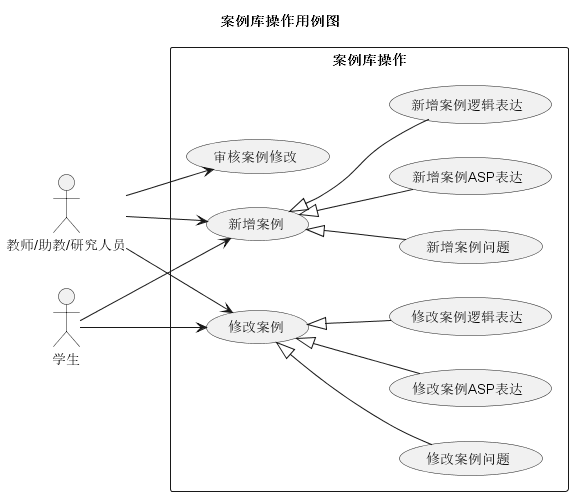 案例库操作用例图
案例库操作
新增案例逻辑表达
审核案例修改
新增案例ASP表达
新增案例
教师/助教/研究人员
新增案例问题
修改案例逻辑表达
修改案例
学生
修改案例ASP表达
修改案例问题